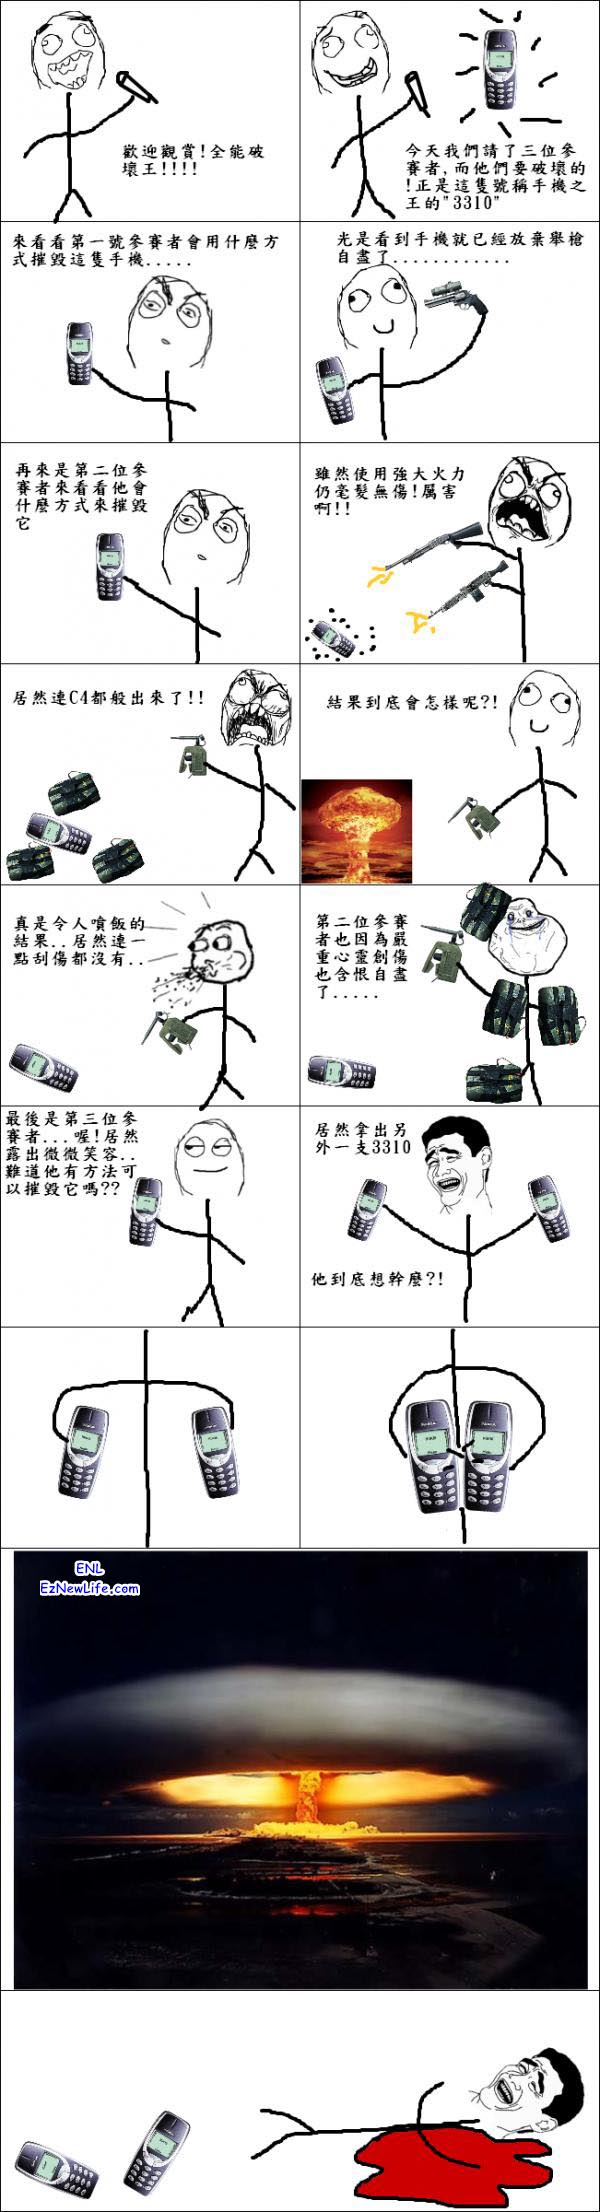 歡迎觀賞!全能破
壞王!!!!
今天我們請了三位參
賽者,而他們要破壞的
!正是這隻號稱手機之
王的"3310"
來看看第一號參賽者會用什麼方
式摧毀這隻手機.....
光是看到手機就已經放棄舉槍
自盡了............
再來是第二位參
賽者來看看他會
什麼方式來摧毀
它
雖然使用強大火力
仍毫髮無傷!厲害
啊!!
居然連C4都般出來了!!
結果到底會怎樣呢?!
真是令人噴飯的
結果..居然連一
點刮傷都沒有..
第二位參賽
者也因為嚴
重心靈創傷
也含恨自盡
了.....
最後是第三位參
賽者...喔!居然
露出微微笑容..
難道他有方法可
以摧毀它嗎??
居然拿出另
外一支3310
他到底想幹麼?!
ENL
EzNewLife.com